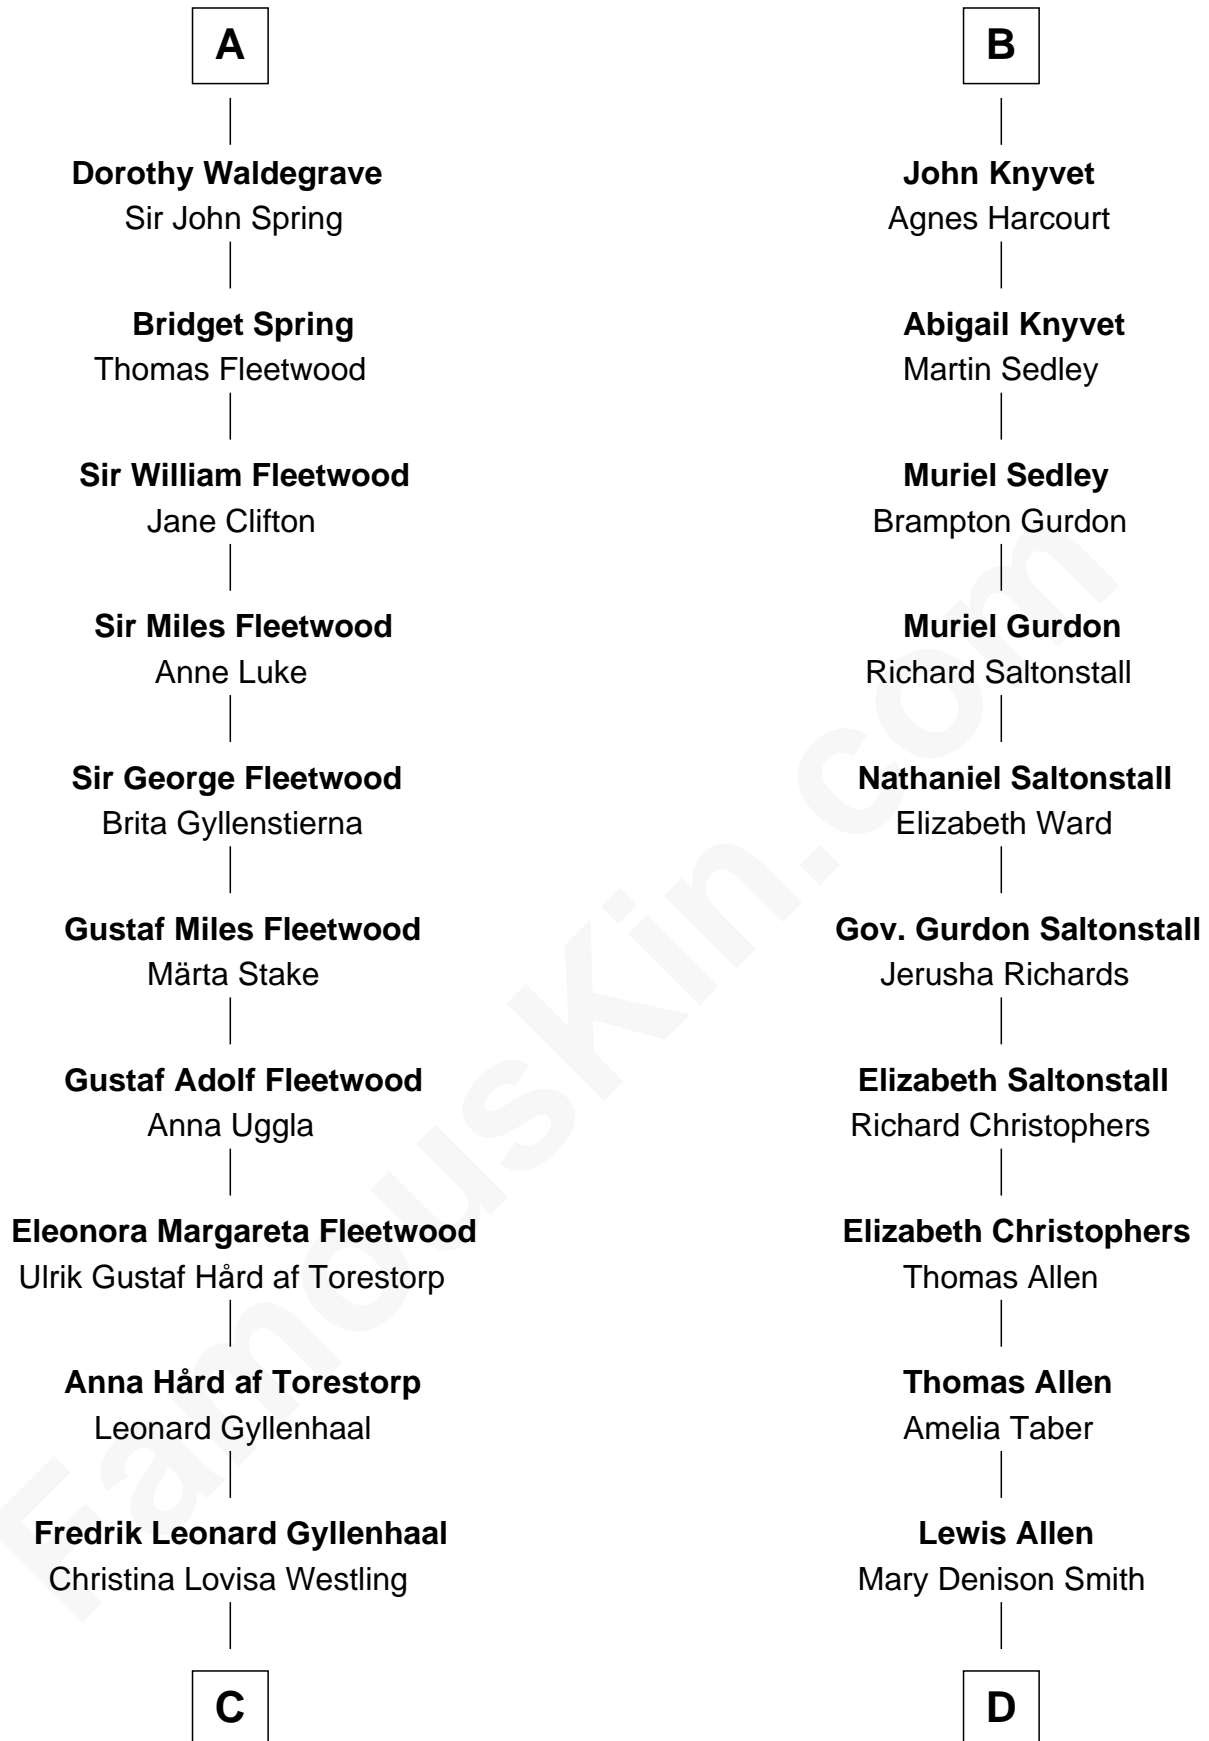 A
Dorothy Waldegrave
Sir John Spring
Bridget Spring
Thomas Fleetwood
Sir William Fleetwood
Jane Clifton
Sir Miles Fleetwood
Anne Luke
Sir George Fleetwood
Brita Gyllenstierna
Gustaf Miles Fleetwood
Märta Stake
Gustaf Adolf Fleetwood
Anna Uggla
Eleonora Margareta Fleetwood
Ulrik Gustaf Hård af Torestorp
Anna Hård af Torestorp
Leonard Gyllenhaal
Fredrik Leonard Gyllenhaal
Christina Lovisa Westling
C
B
John Knyvet
Agnes Harcourt
Abigail Knyvet
Martin Sedley
Muriel Sedley
Brampton Gurdon
Muriel Gurdon
Richard Saltonstall
Nathaniel Saltonstall
Elizabeth Ward
Gov. Gurdon Saltonstall
Jerusha Richards
Elizabeth Saltonstall
Richard Christophers
Elizabeth Christophers
Thomas Allen
Thomas Allen
Amelia Taber
Lewis Allen
Mary Denison Smith
D
FamousKin.com